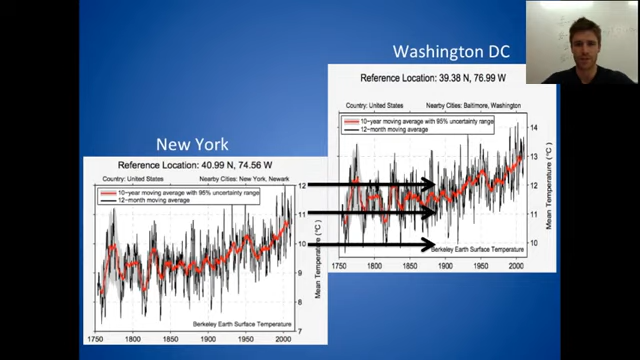 Washington DC
Reference Location: 39.38 N, 76.99 W
Country: United States Nearby Cities: Baltimore, Washington
10-year moving average with 95% uncertainty range
12-month moving average
14
13
12
11
10
Mean Temperature (°C)
Berkeley Earth Surface Temperature
1750 1800 1850 1900 1950 2000
New York
Reference Location: 40.99 N, 74.56 W
Country: United States Nearby Cities: New York, Newark
10-year moving average with 95% uncertainty range
12-month moving average
12
11
10
9
8
7
Mean Temperature (°C)
Berkeley Earth Surface Temperature
1750 1800 1850 1900 1950 2000